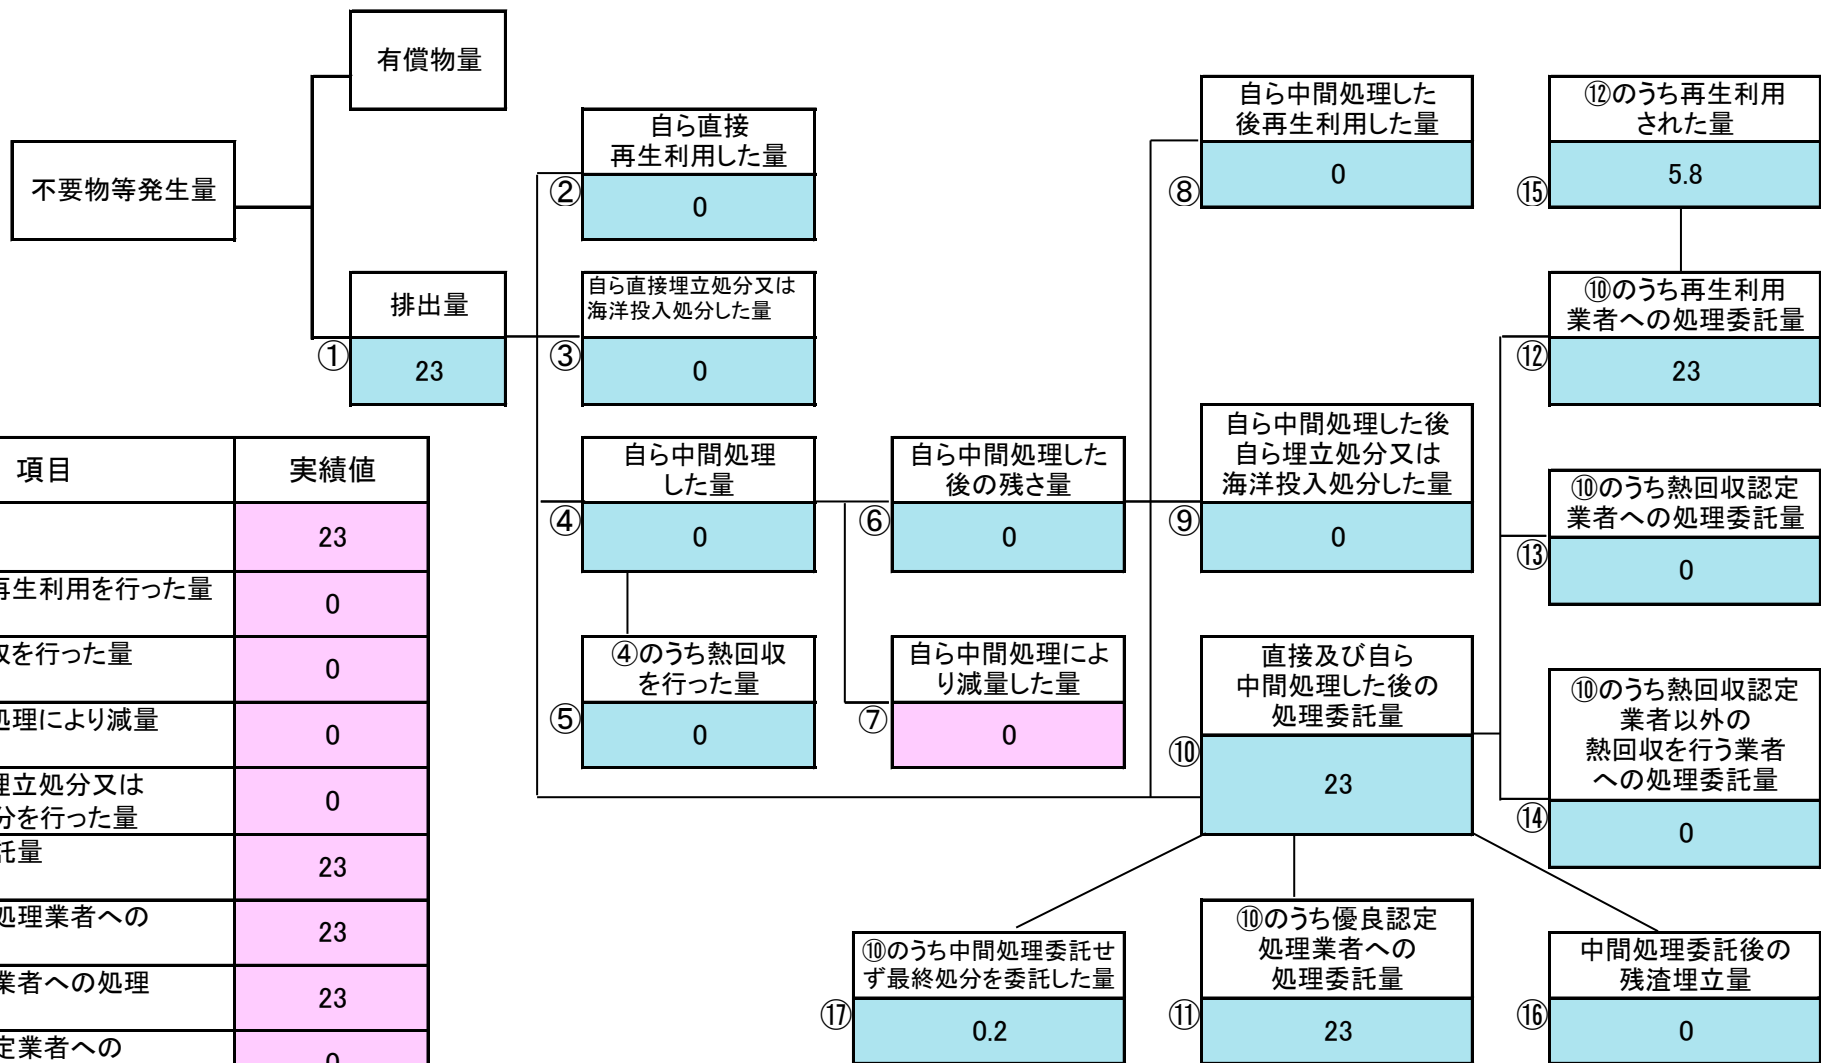 有償物量
不要物等発生量
排出量
①
23
自ら直接
再生利用した量
②
0
自ら直接埋立処分又は
海洋投入処分した量
③
0
自ら中間処理
した量
④
0
④のうち熱回収
を行った量
⑤
0
自ら中間処理した
後の残さ量
⑥
0
自ら中間処理によ
り減量した量
⑦
0
自ら中間処理した
後再生利用した量
⑧
0
自ら中間処理した後
自ら埋立処分又は
海洋投入処分した量
⑨
0
直接及び自ら
中間処理した後の
処理委託量
⑩
23
⑫のうち再生利用
された量
⑮
5.8
⑩のうち再生利用
業者への処理委託量
⑫
23
⑩のうち熱回収認定
業者への処理委託量
⑬
0
⑩のうち熱回収認定
業者以外の
熱回収を行う業者
への処理委託量
⑭
0
⑩のうち中間処理委託せ
ず最終処分を委託した量
⑰
0.2
⑩のうち優良認定
処理業者への
処理委託量
⑪
23
中間処理委託後の
残渣埋立量
⑯
0
項目 実績値
23
再生利用を行った量 0
を行った量 0
処理により減量 0
埋立処分又は
分を行った量 0
託量 23
処理業者への 23
業者への処理 23
定業者への 0